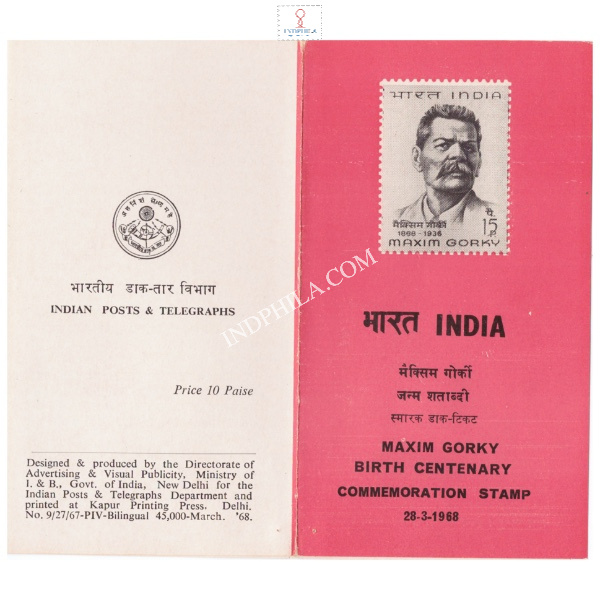 INDPHILA
भारतीय डाक-तार विभाग
INDIAN POSTS & TELEGRAPHS
Price 10 Paise
Designed & produced by the Directorate of
Advertising & Visual Publicity, Ministry of
I. & B., Govt. of India, New Delhi for the
Indian Posts & Telegraphs Department and
printed at Kapur Printing Press. Delhi.
No. 9/27/67-PIV-Bilingual 45,000-March. '68.
भारत INDIA
मैक्सिम गोर्की
1868 - 1936
15 पै.
P
MAXIM GORKY
INDPHILA.COM
भारत INDIA
मैक्सिम गोर्की
जन्म शताब्दी
स्मारक डाक-टिकट
MAXIM GORKY
BIRTH CENTENARY
COMMEMORATION STAMP
28-3-1968